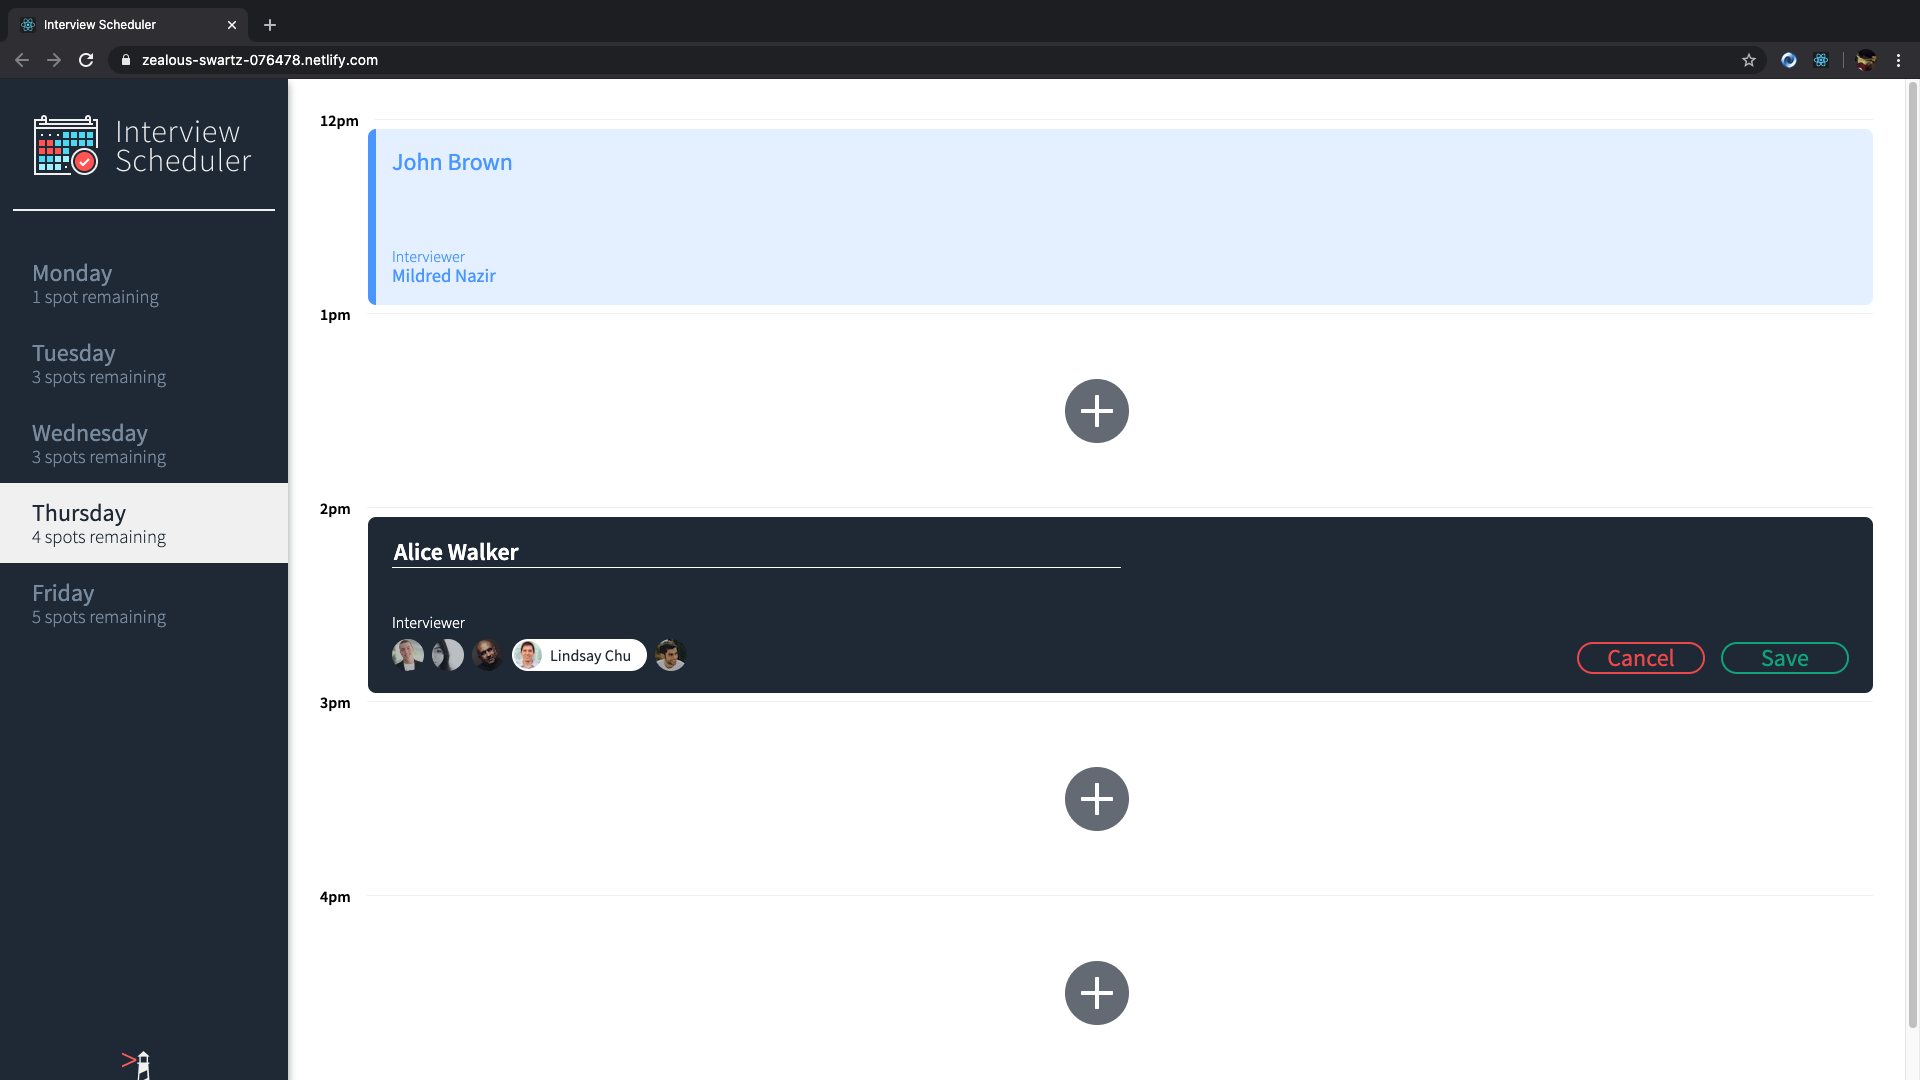 Interview Scheduler
zealous-swartz-076478.netlify.com
Interview
Scheduler
Monday
1 spot remaining
Tuesday
3 spots remaining
Wednesday
3 spots remaining
Thursday
4 spots remaining
Friday
5 spots remaining
12pm
John Brown
Interviewer
Mildred Nazir
1pm
2pm
Alice Walker
Interviewer
Lindsay Chu
Cancel
Save
3pm
4pm